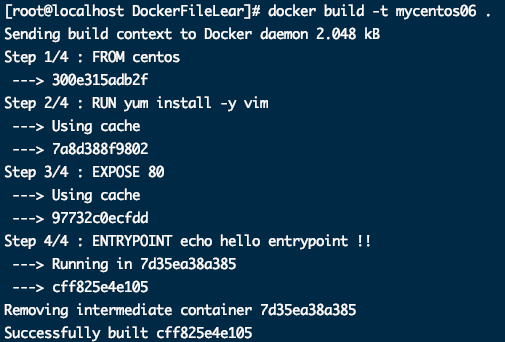 [root@localhost DockerFileLear]# docker build -t mycentos06 .
Sending build context to Docker daemon 2.048 kB
Step 1/4 : FROM centos
 ---> 300e315adb2f
Step 2/4 : RUN yum install -y vim
 ---> Using cache
 ---> 7a8d388f9802
Step 3/4 : EXPOSE 80
 ---> Using cache
 ---> 97732c0ecfdd
Step 4/4 : ENTRYPOINT echo hello entrypoint !!
 ---> Running in 7d35ea38a385
 ---> cff825e4e105
Removing intermediate container 7d35ea38a385
Successfully built cff825e4e105